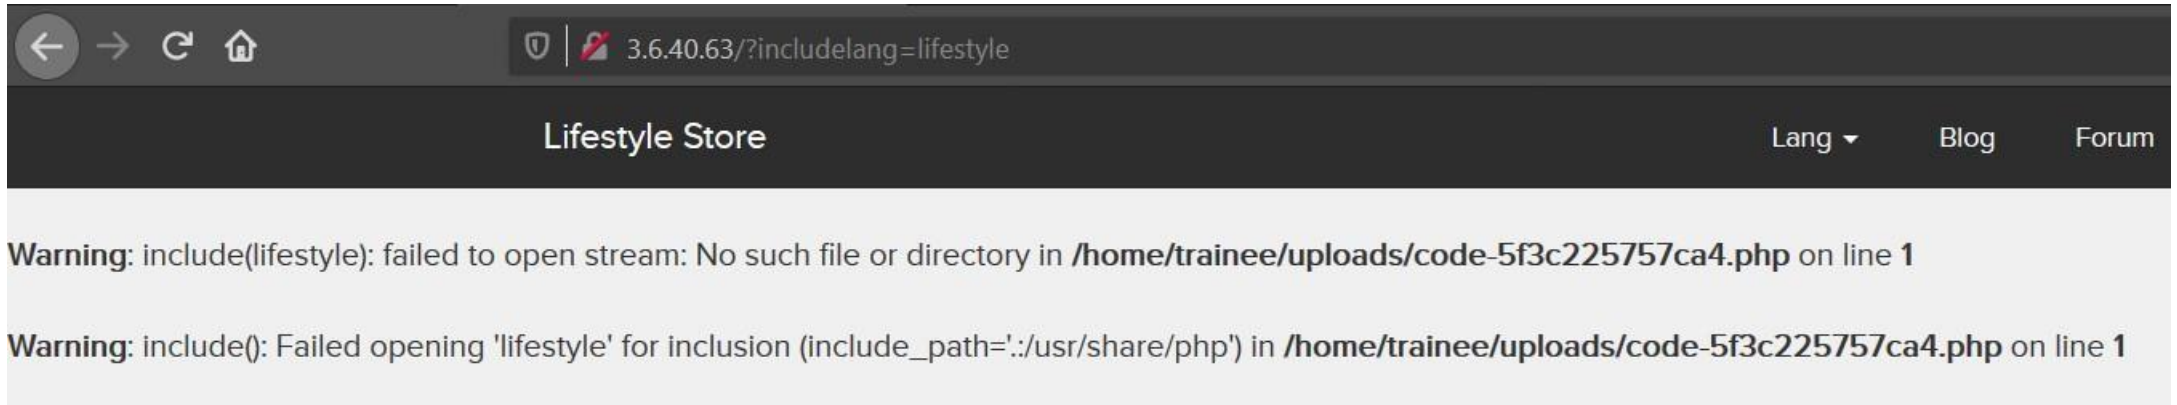 3.6.40.63/?includelang=lifestyle
Lifestyle Store Lang Blog Forum
Warning: include(lifestyle): failed to open stream: No such file or directory in /home/trainee/uploads/code-5f3c225757ca4.php on line 1
Warning: include(): Failed opening 'lifestyle' for inclusion (include_path='.:/usr/share/php') in /home/trainee/uploads/code-5f3c225757ca4.php on line 1